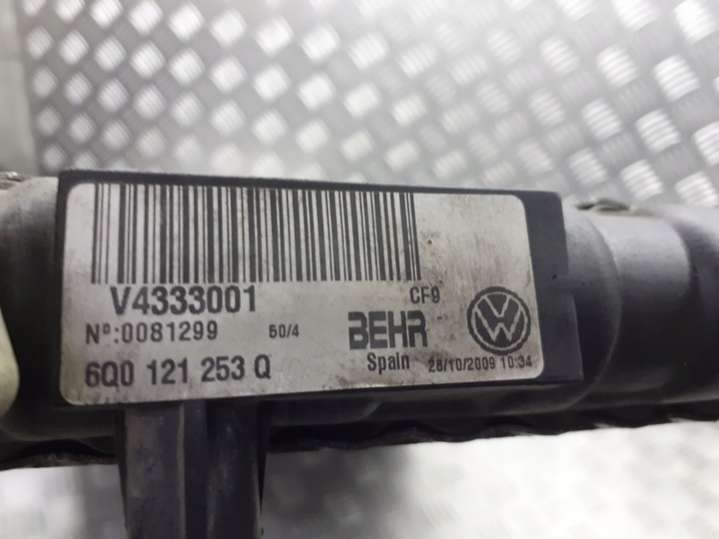 V4333001 CF9
Nº:0081299 50/4 BEHR
6Q0 121 253 Q Spain 28/10/2009 10:34